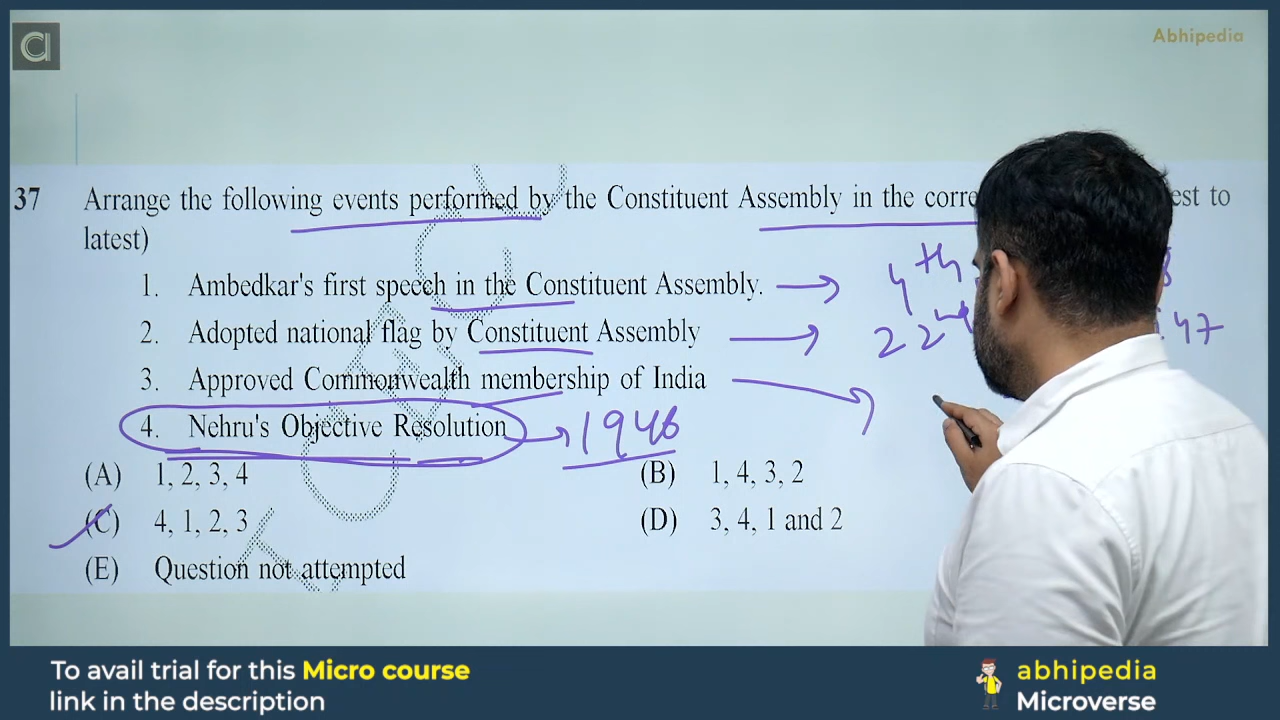 Abhipedia
37 Arrange the following events performed by the Constituent Assembly in the corre est to
latest)
1. Ambedkar's first speech in the Constituent Assembly. 4th 8
2. Adopted national flag by Constituent Assembly 22nd 47
3. Approved Commonwealth membership of India
4. Nehru's Objective Resolution 1946
(A) 1, 2, 3, 4 (B) 1, 4, 3, 2
(C) 4, 1, 2, 3 (D) 3, 4, 1 and 2
(E) Question not attempted
To avail trial for this Micro course
link in the description
abhipedia
Microverse